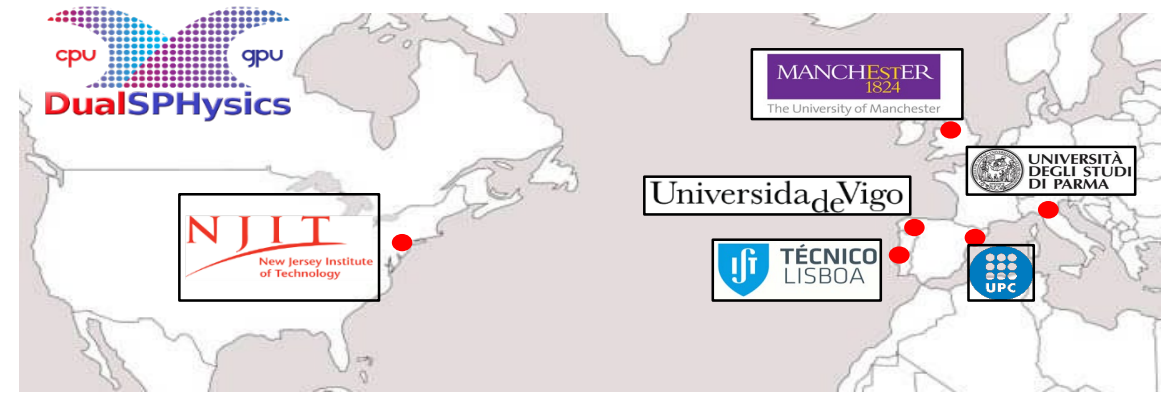 cpu gpu
DualSPHysics
MANCHESTER
1824
The University of Manchester
UNIVERSITÀ
DEGLI STUDI
DI PARMA
UniversidadeVigo
NJIT
New Jersey Institute
of Technology
TÉCNICO
LISBOA
UPC